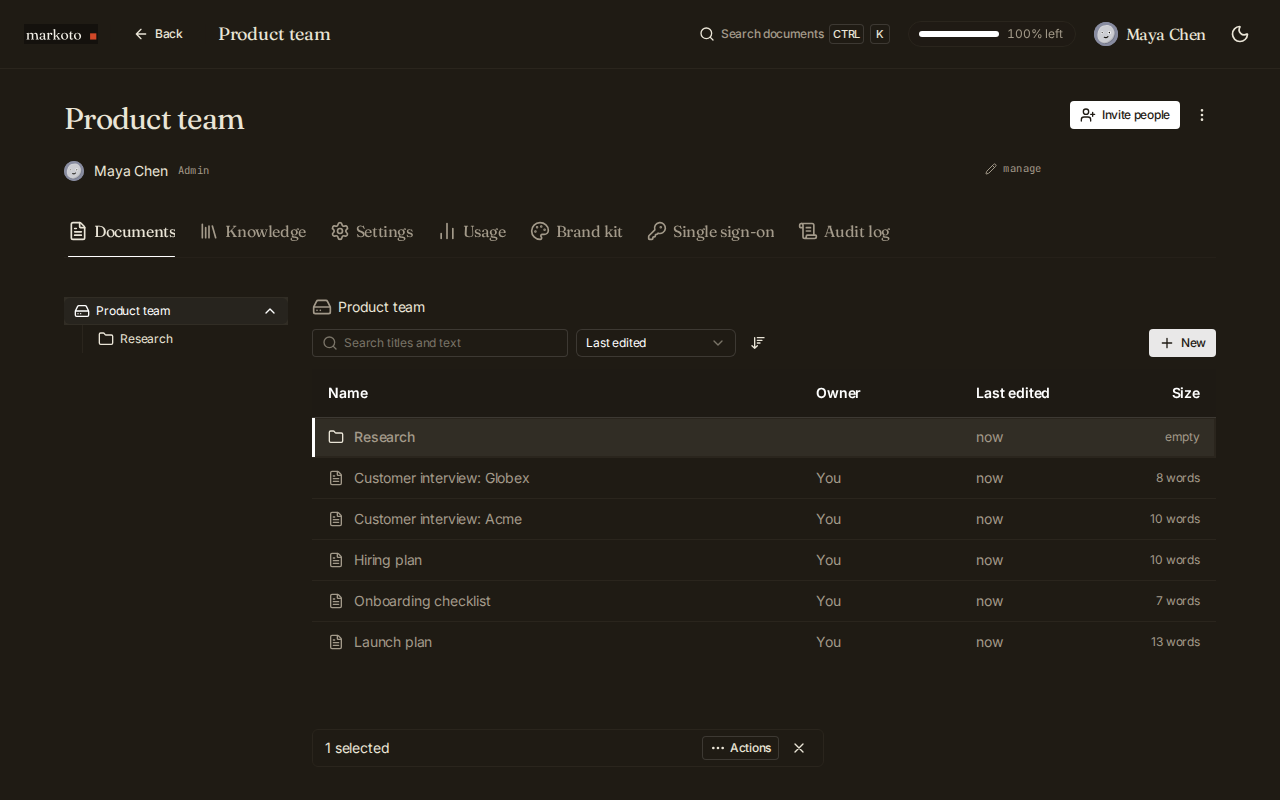 markoto
Back
Product team
Search documents CTRL K
100% left
Maya Chen
Product team
Invite people
Maya Chen Admin
manage
Documents
Knowledge
Settings
Usage
Brand kit
Single sign-on
Audit log
Product team
Research
Product team
Search titles and text
Last edited
New
Name Owner Last edited Size
Research now empty
Customer interview: Globex You now 8 words
Customer interview: Acme You now 10 words
Hiring plan You now 10 words
Onboarding checklist You now 7 words
Launch plan You now 13 words
1 selected
Actions